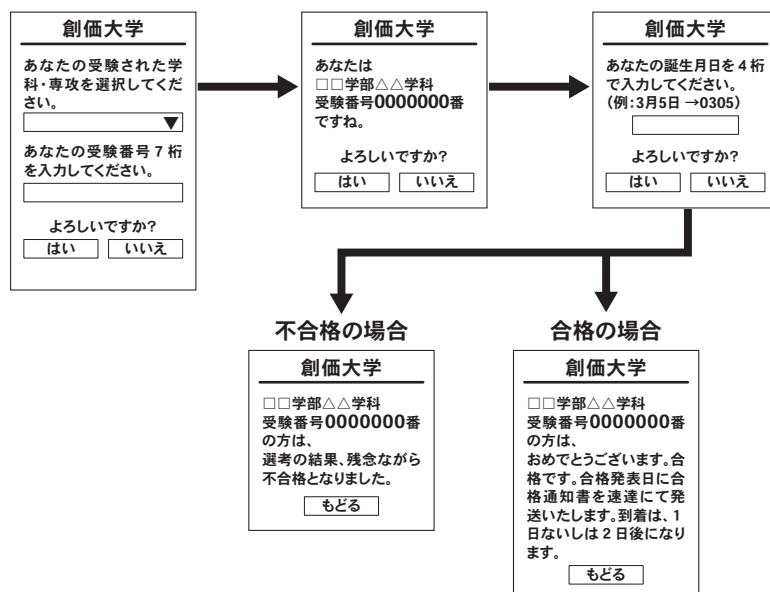 創価大学
あなたの受験された学
科・専攻を選択してくだ
さい。
▼
あなたの受験番号7桁
を入力してください。
よろしいですか?
はい いいえ
創価大学
あなたは
□□学部△△学科
受験番号0000000番
ですね。
よろしいですか?
はい いいえ
創価大学
あなたの誕生月日を4桁
で入力してください。
(例:3月5日→0305)
よろしいですか?
はい いいえ
不合格の場合
創価大学
□□学部△△学科
受験番号0000000番
の方は、
選考の結果、残念ながら
不合格となりました。
もどる
合格の場合
創価大学
□□学部△△学科
受験番号0000000番
の方は、
おめでとうございます。合
格です。合格発表日に合
格通知書を速達にて発
送いたします。到着は、1
日ないしは2日後になり
ます。
もどる